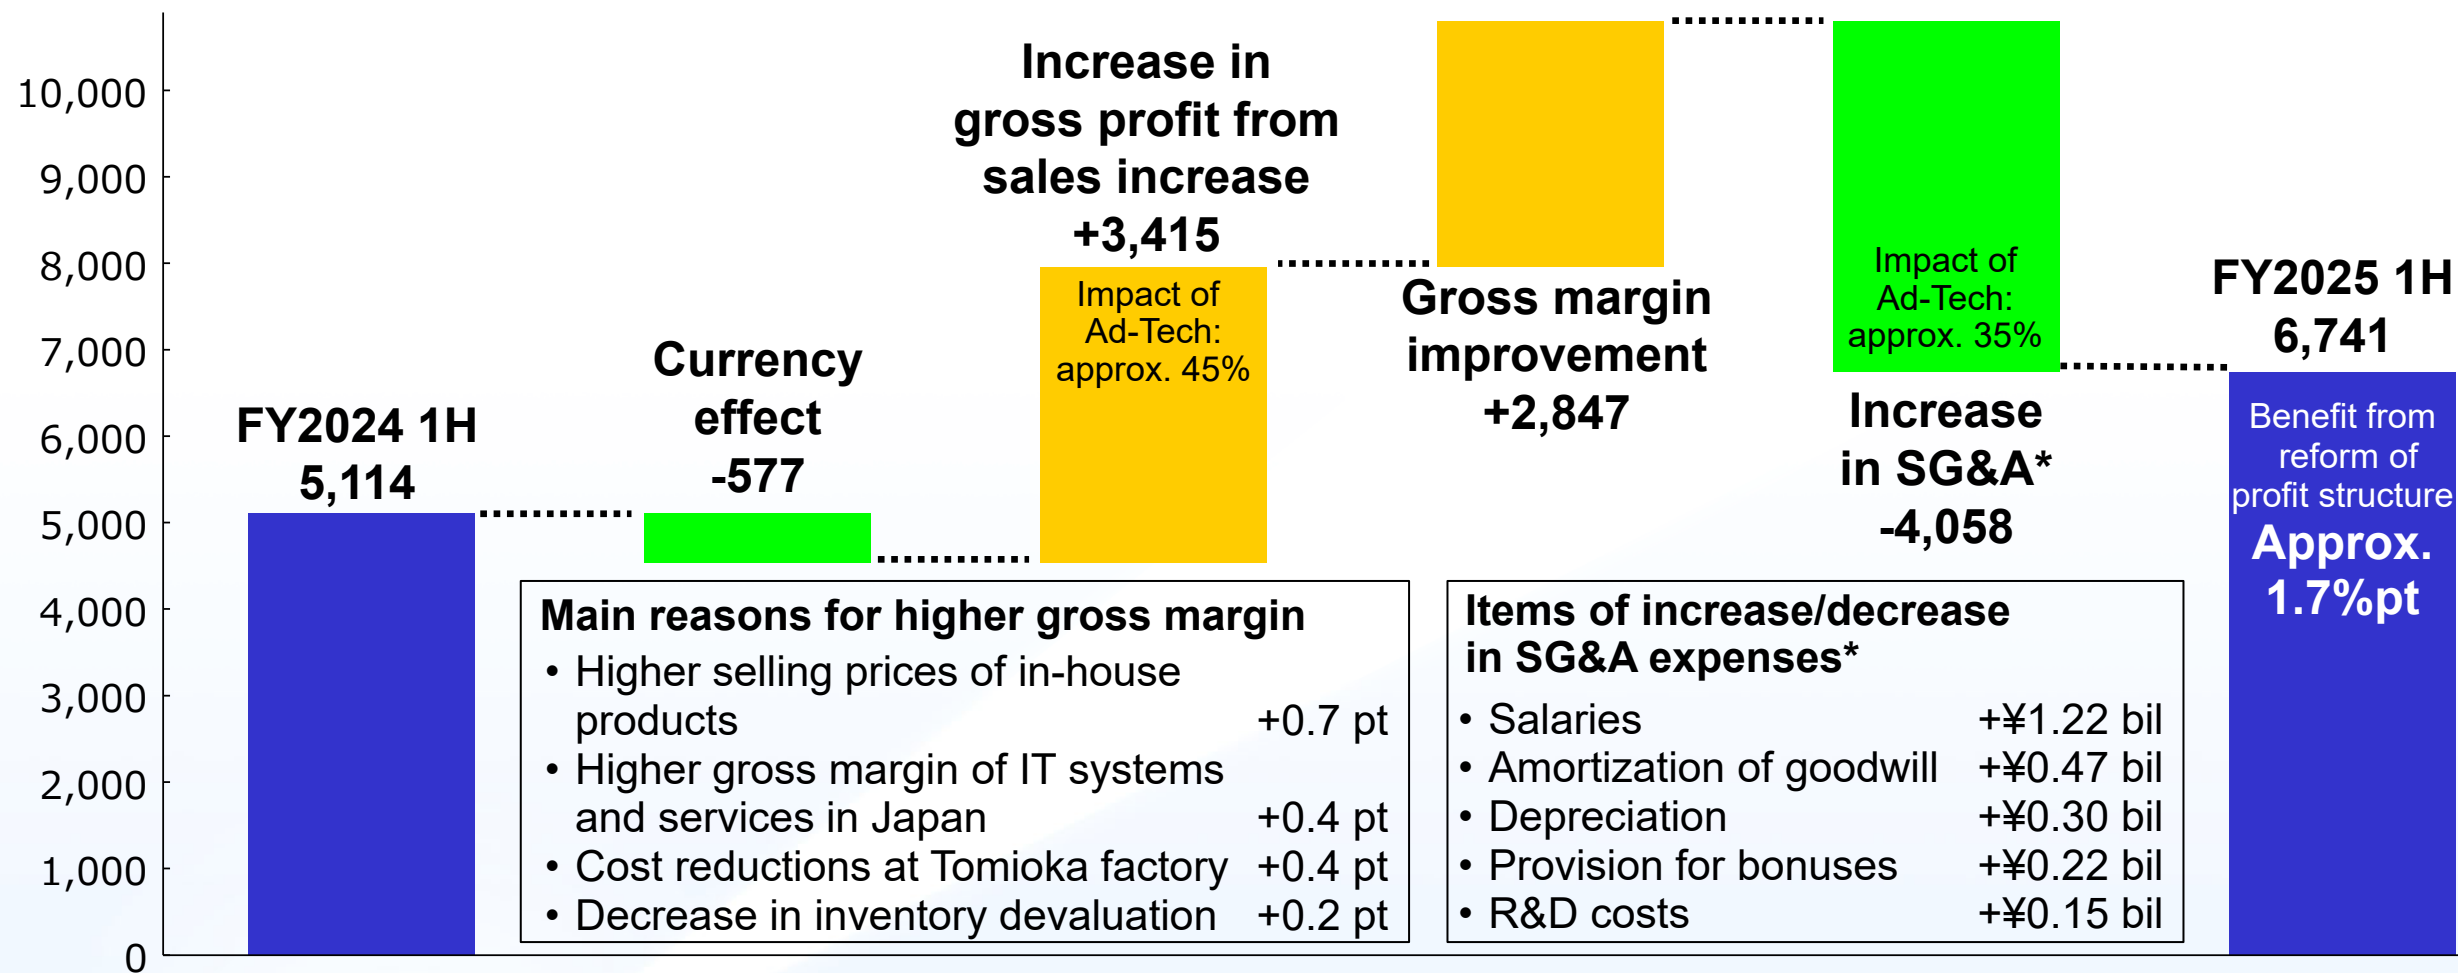 10,000
9,000
8,000
7,000
6,000
5,000
4,000
3,000
2,000
1,000
0
FY2024 1H
5,114
Currency
effect
-577
Increase in
gross profit from
sales increase
+3,415
Impact of
Ad-Tech:
approx. 45%
Gross margin
improvement
+2,847
Impact of
Ad-Tech:
approx. 35%
Increase
in SG&A*
-4,058
FY2025 1H
6,741
Benefit from
reform of
profit structure
Approx.
1.7%pt
Main reasons for higher gross margin
• Higher selling prices of in-house
products +0.7 pt
• Higher gross margin of IT systems
and services in Japan +0.4 pt
• Cost reductions at Tomioka factory +0.4 pt
• Decrease in inventory devaluation +0.2 pt
Items of increase/decrease
in SG&A expenses*
• Salaries +¥1.22 bil
• Amortization of goodwill +¥0.47 bil
• Depreciation +¥0.30 bil
• Provision for bonuses +¥0.22 bil
• R&D costs +¥0.15 bil